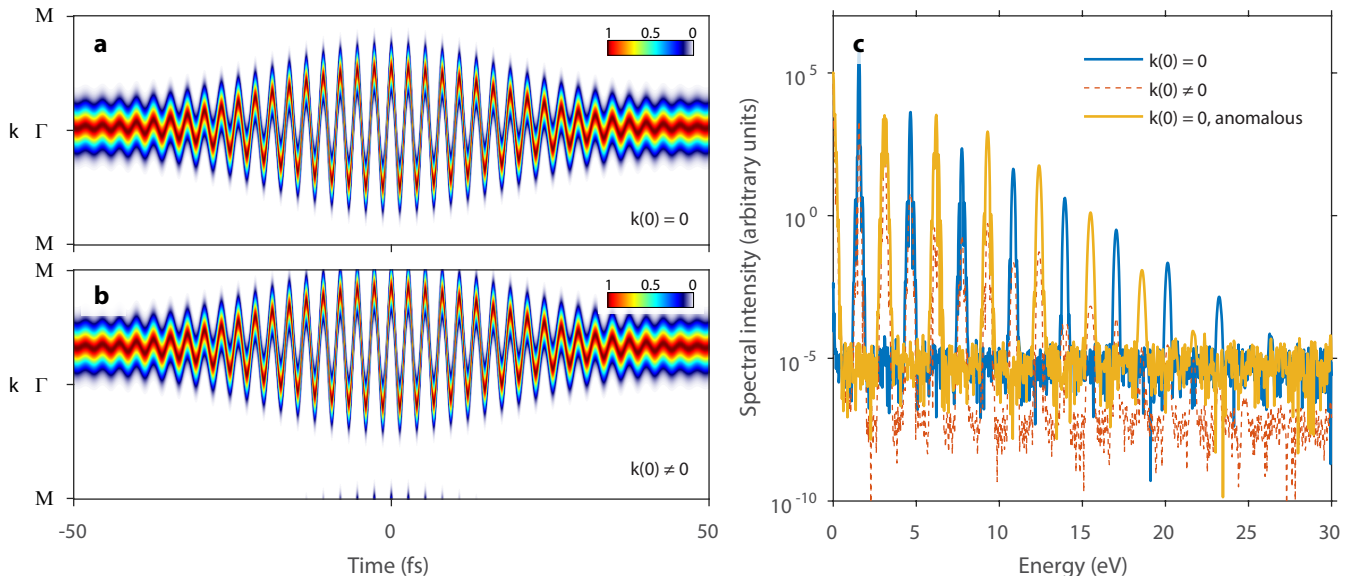 M
a
1 0.5 0
k Γ
k(0) = 0
M
M
b
1 0.5 0
k Γ
k(0) ≠ 0
M
-50 0 50
Time (fs)
c
k(0) = 0
k(0) ≠ 0
k(0) = 0, anomalous
Spectral intensity (arbitrary units)
10^5
10^0
10^-5
10^-10
0 5 10 15 20 25 30
Energy (eV)